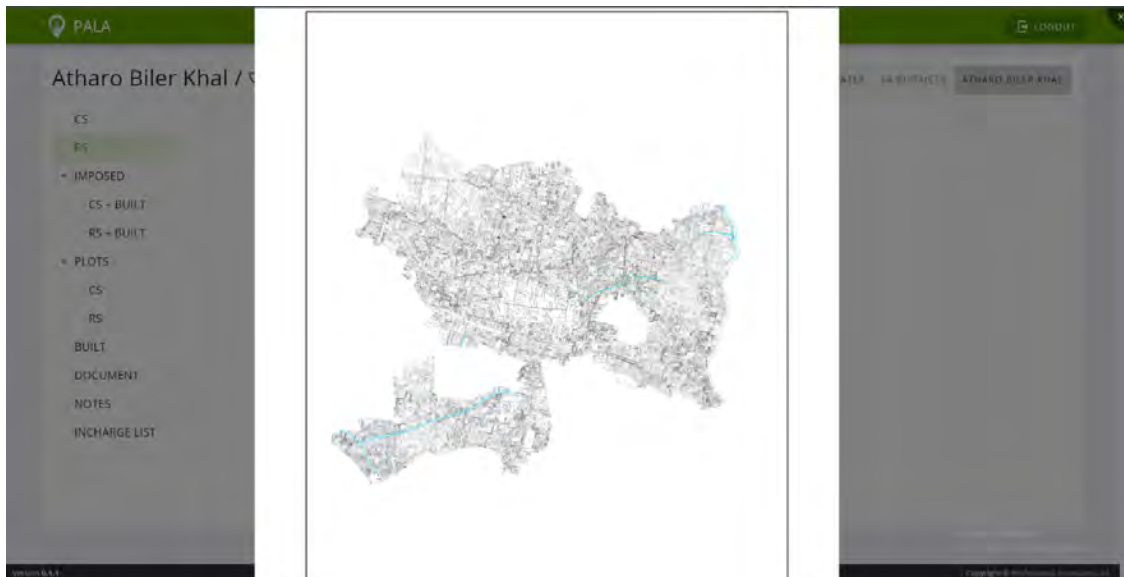 PALA
LOGOUT
Atharo Biler Khal /
ATHARO BILER KHAL
CS
RS
IMPOSED
CS + BUILT
RS + BUILT
PLOTS
CS
RS
BUILT
DOCUMENT
NOTES
INCHARGE LIST